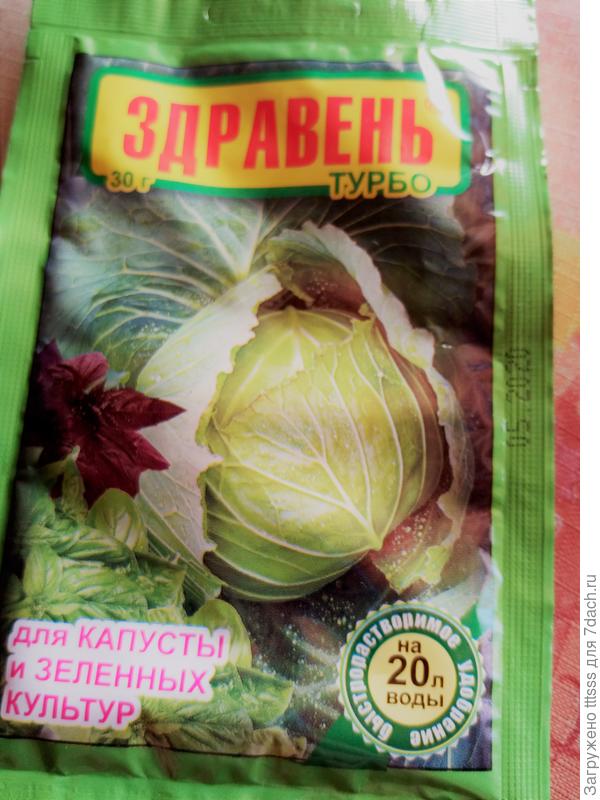 ЗДРАВЕНЬ
30 г
ТУРБО
05.2020
для КАПУСТЫ
и ЗЕЛЕННЫХ
КУЛЬТУР
быстрорастворимое удобрение
на
20л
воды
Загружено tttsss для 7dach.ru